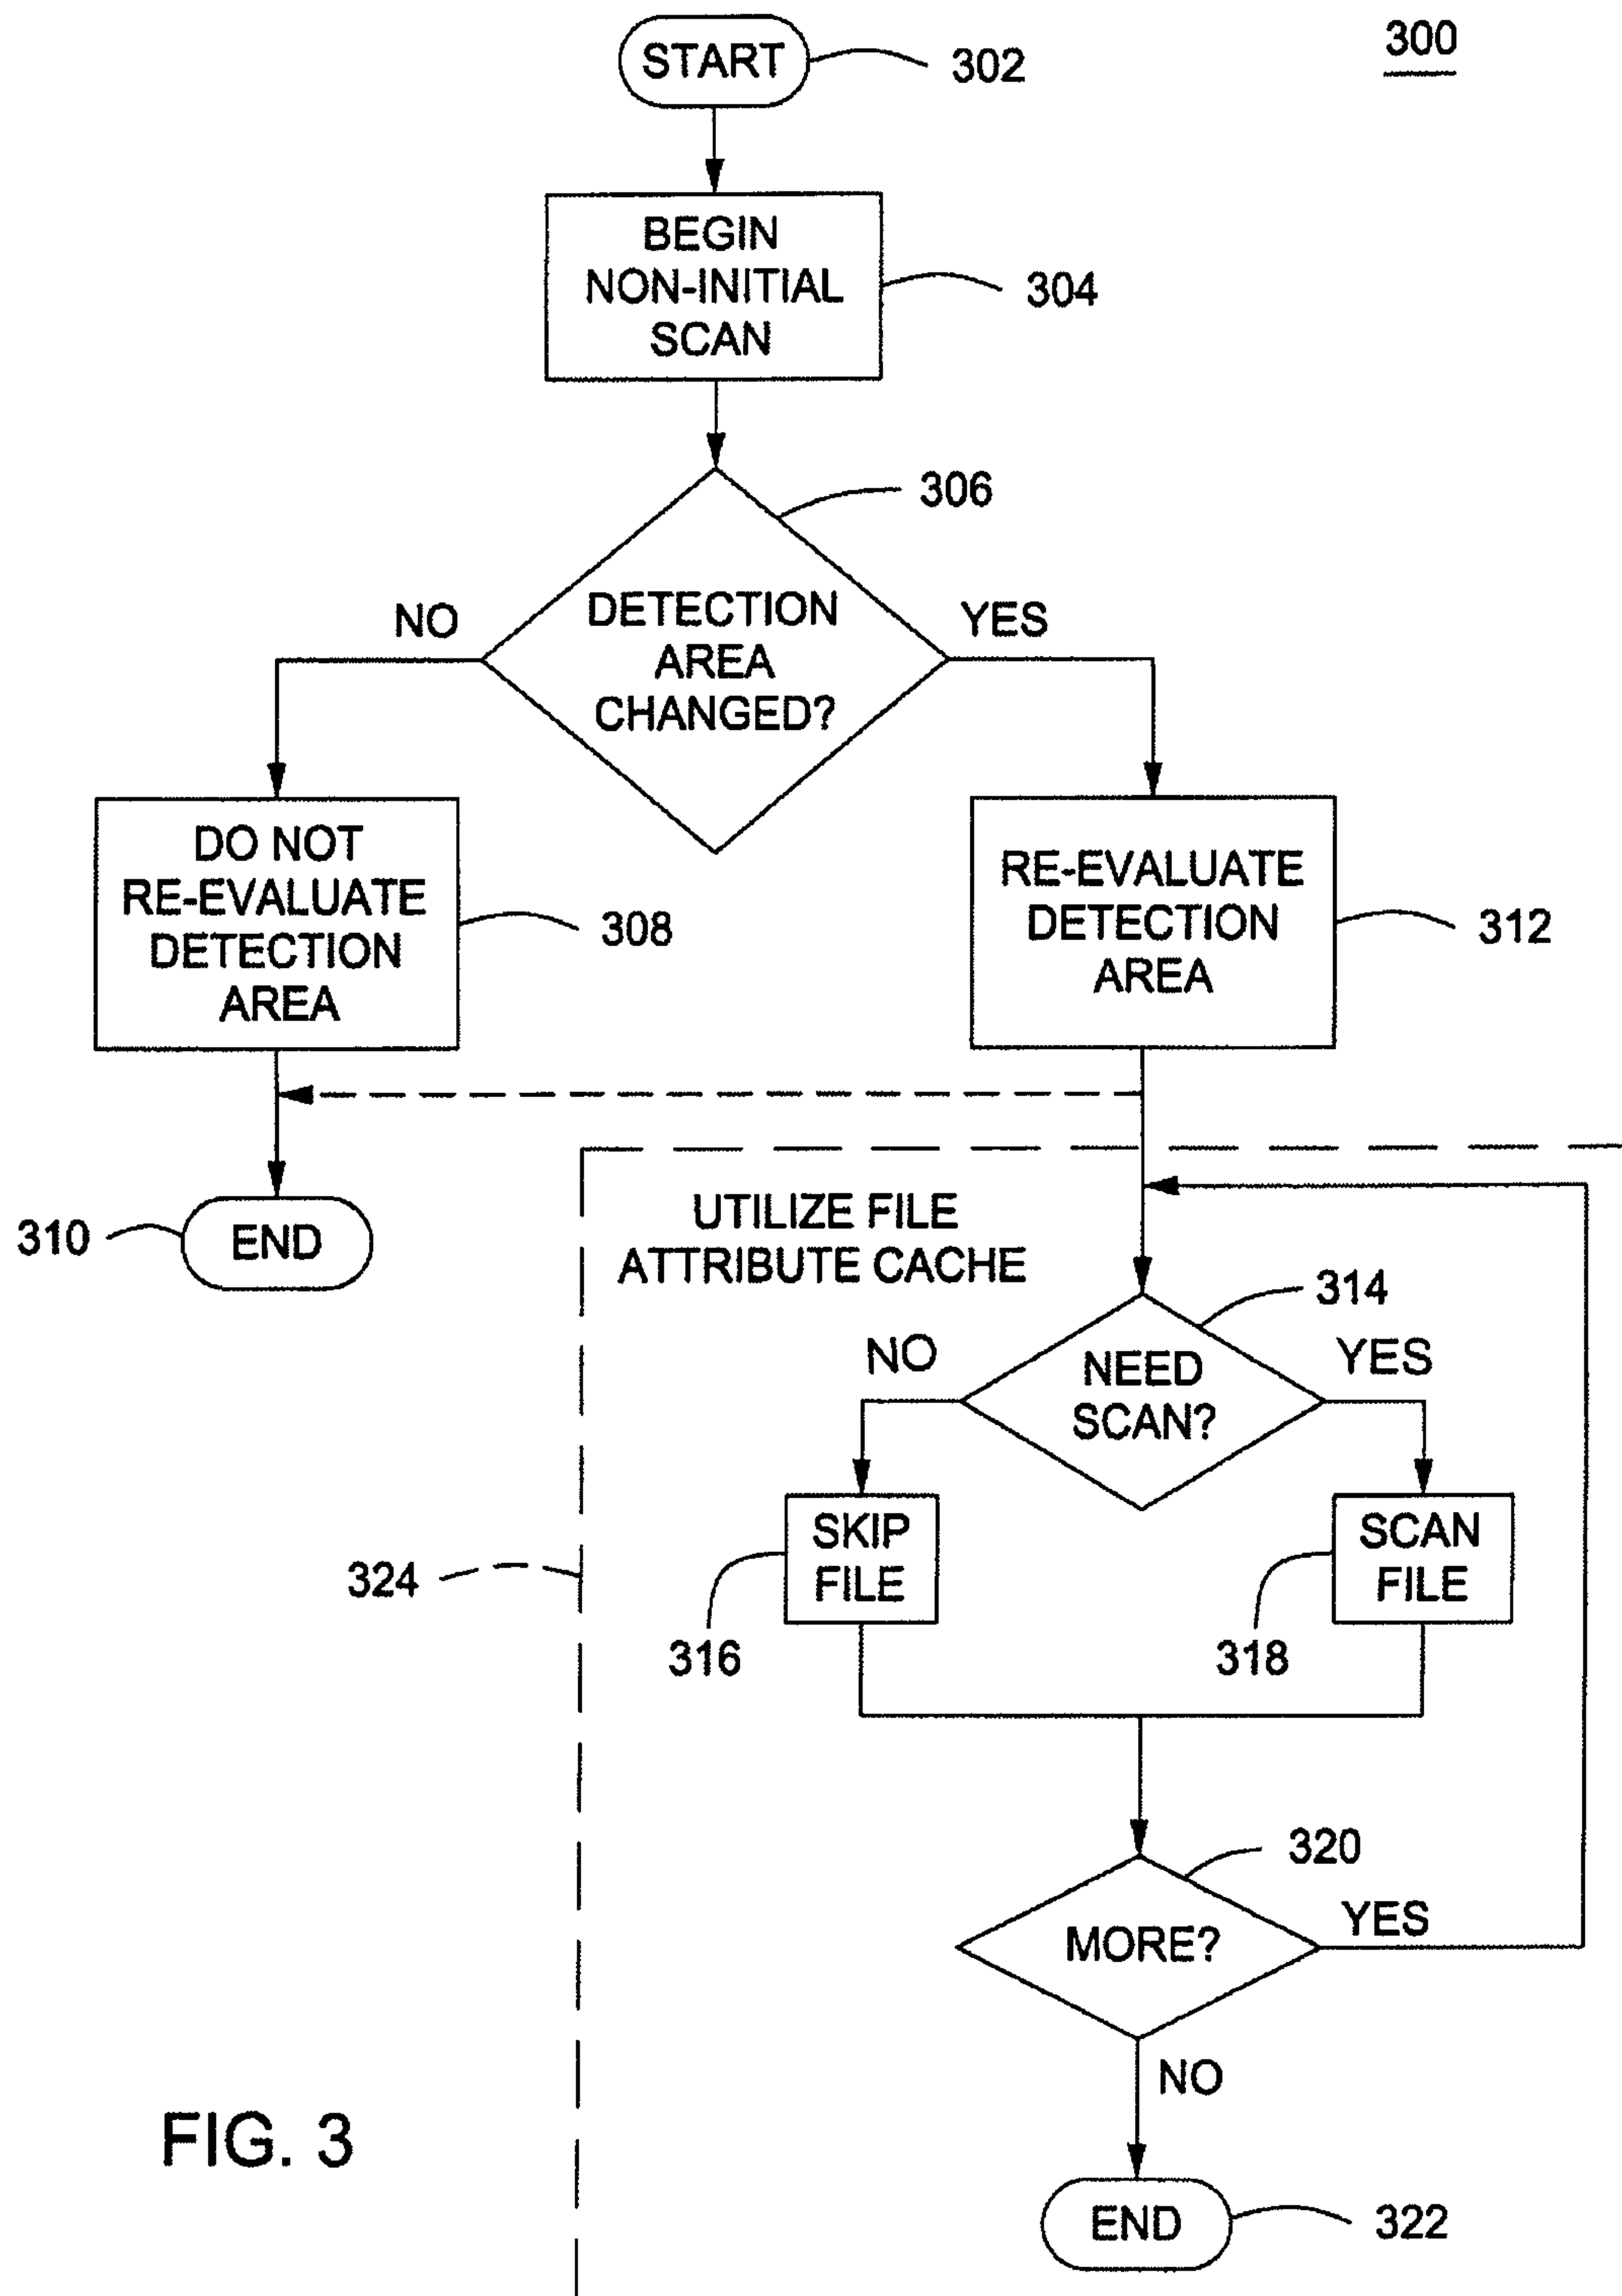 300
START
302
BEGIN
NON-INITIAL
SCAN
304
306
DETECTION
AREA
CHANGED?
NO
YES
DO NOT
RE-EVALUATE
DETECTION
AREA
308
RE-EVALUATE
DETECTION
AREA
312
310
END
UTILIZE FILE
ATTRIBUTE CACHE
314
NEED
SCAN?
NO
YES
SKIP
FILE
316
SCAN
FILE
318
324
320
MORE?
YES
NO
END
322
FIG. 3